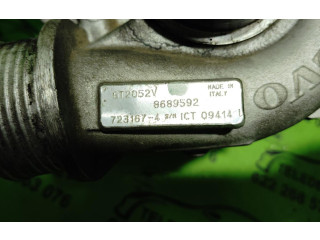 GT2052V MADE IN
ITALY
8689592
723167-4 S/N ICT 09414